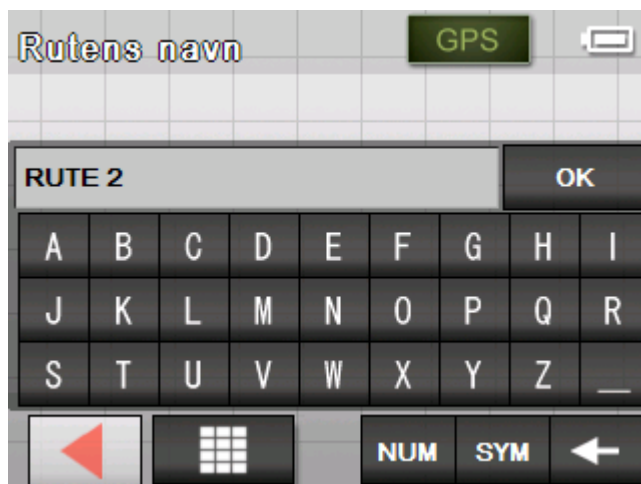 Rutens navn GPS
RUTE 2 OK
A B C D E F G H I
J K L M N O P Q R
S T U V W X Y Z _
NUM SYM